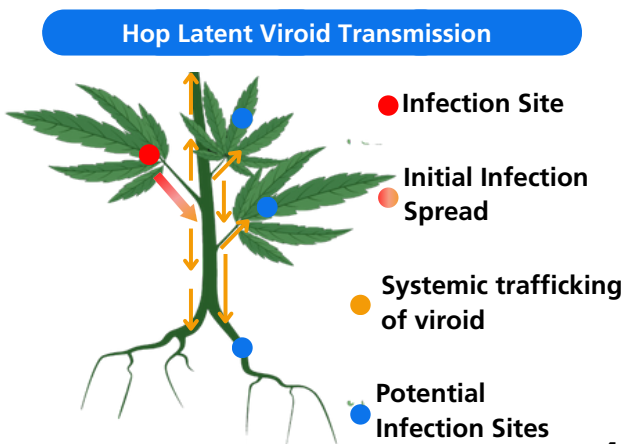 Hop Latent Viroid Transmission
Infection Site
Initial Infection
Spread
Systemic trafficking
of viroid
Potential
Infection Sites